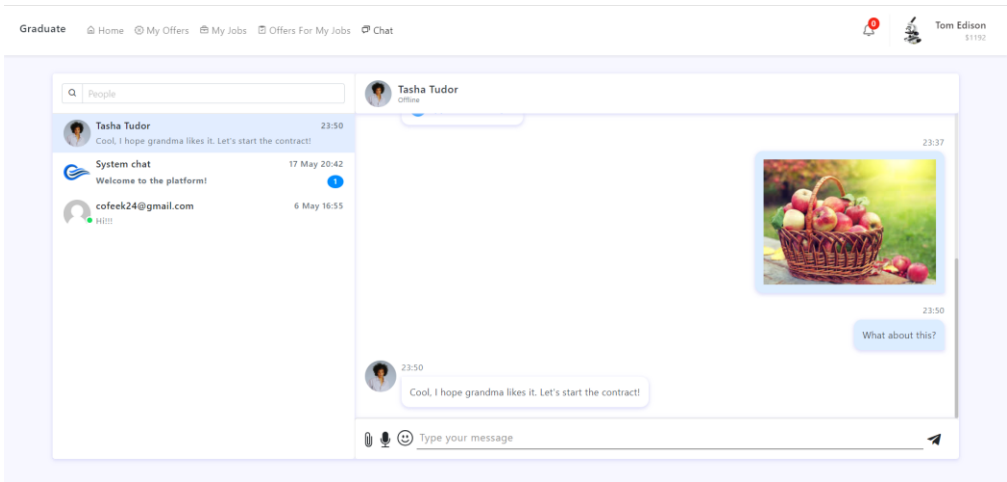 Graduate Home My Offers My Jobs Offers For My Jobs Chat 0 Tom Edison
$1192
People
Tasha Tudor 23:50
Cool, I hope grandma likes it. Let's start the contract!
System chat 17 May 20:42
Welcome to the platform! 1
cofeek24@gmail.com 6 May 16:55
Hi!!!
Tasha Tudor
Offline
23:37
23:50
What about this?
23:50
Cool, I hope grandma likes it. Let's start the contract!
Type your message